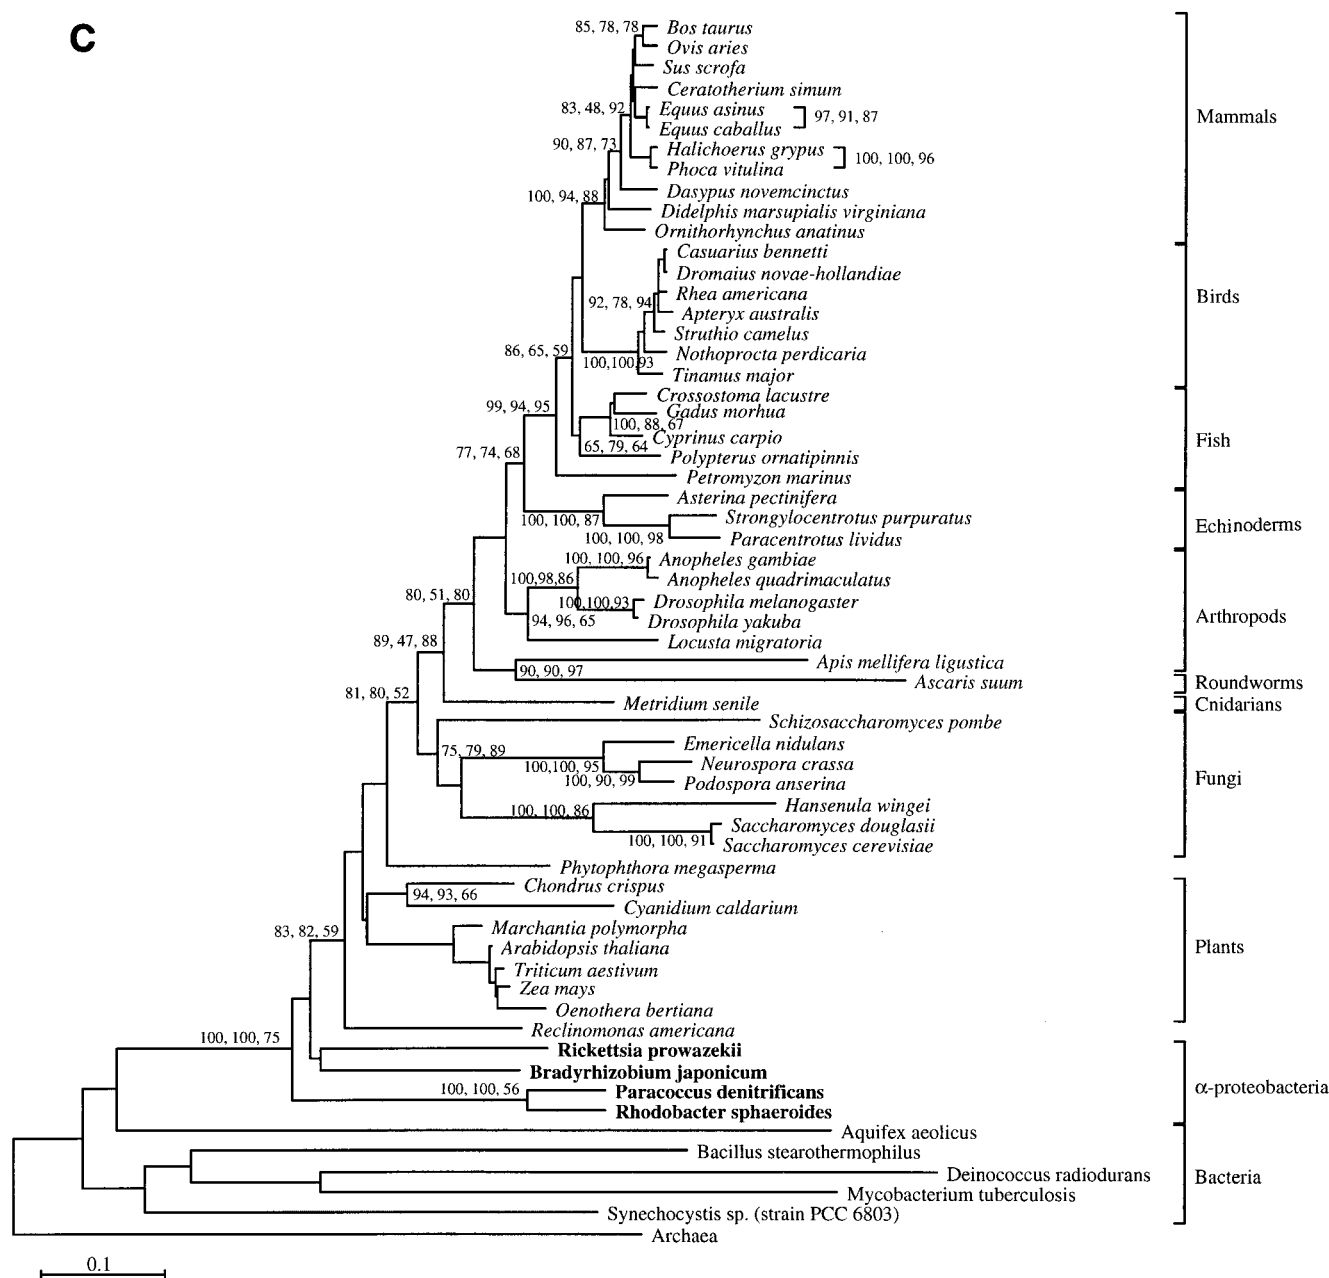 C
85, 78, 78
Bos taurus
Ovis aries
Sus scrofa
Ceratotherium simum
83, 48, 92
Equus asinus
97, 91, 87
Mammals
Equus caballus
90, 87, 73
Halichoerus grypus
100, 100, 96
Phoca vitulina
Dasypus novemcinctus
100, 94, 88
Didelphis marsupialis virginiana
Ornithorhynchus anatinus
Casuarius bennetti
Dromaius novae-hollandiae
Rhea americana
Birds
92, 78, 94
Apteryx australis
Struthio camelus
86, 65, 59
Nothoprocta perdicaria
100,100,93
Tinamus major
Crossostoma lacustre
99, 94, 95
Gadus morhua
100, 88, 67
Cyprinus carpio
Fish
65, 79, 64
77, 74, 68
Polypterus ornatipinnis
Petromyzon marinus
Asterina pectinifera
100, 100, 87
Strongylocentrotus purpuratus
Echinoderms
100, 100, 98
Paracentrotus lividus
100, 100, 96
Anopheles gambiae
100,98,86
Anopheles quadrimaculatus
80, 51, 80
100,100,93
Drosophila melanogaster
Arthropods
94, 96, 65
Drosophila yakuba
89, 47, 88
Locusta migratoria
Apis mellifera ligustica
90, 90, 97
Ascaris suum
Roundworms
81, 80, 52
Metridium senile
Cnidarians
Schizosaccharomyces pombe
75, 79, 89
Emericella nidulans
100,100, 95
Neurospora crassa
Fungi
100, 90, 99
Podospora anserina
100, 100, 86
Hansenula wingei
Saccharomyces douglasii
100, 100, 91
Saccharomyces cerevisiae
Phytophthora megasperma
Chondrus crispus
94, 93, 66
Cyanidium caldarium
83, 82, 59
Marchantia polymorpha
Arabidopsis thaliana
Plants
Triticum aestivum
Zea mays
Oenothera bertiana
Reclinomonas americana
100, 100, 75
Rickettsia prowazekii
Bradyrhizobium japonicum
100, 100, 56
Paracoccus denitrificans
α-proteobacteria
Rhodobacter sphaeroides
Aquifex aeolicus
Bacillus stearothermophilus
Deinococcus radiodurans
Bacteria
Mycobacterium tuberculosis
Synechocystis sp. (strain PCC 6803)
Archaea
0.1